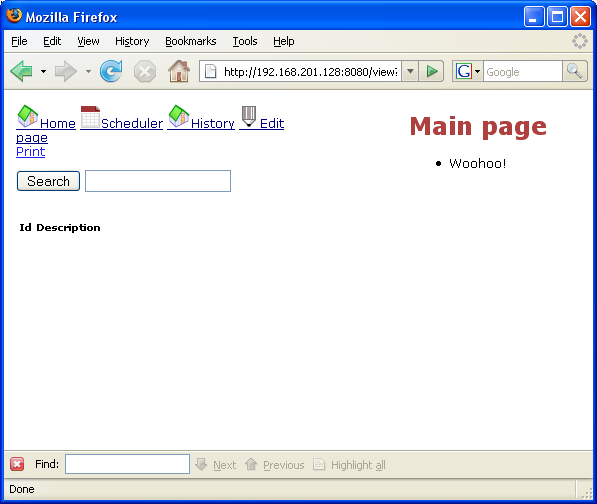 Mozilla Firefox
File Edit View History Bookmarks Tools Help
http://192.168.201.128:8080/view? Google
Home Scheduler History Edit
page
Print
Main page
Woohoo!
Search
Id Description
Find: Next Previous Highlight all
Done